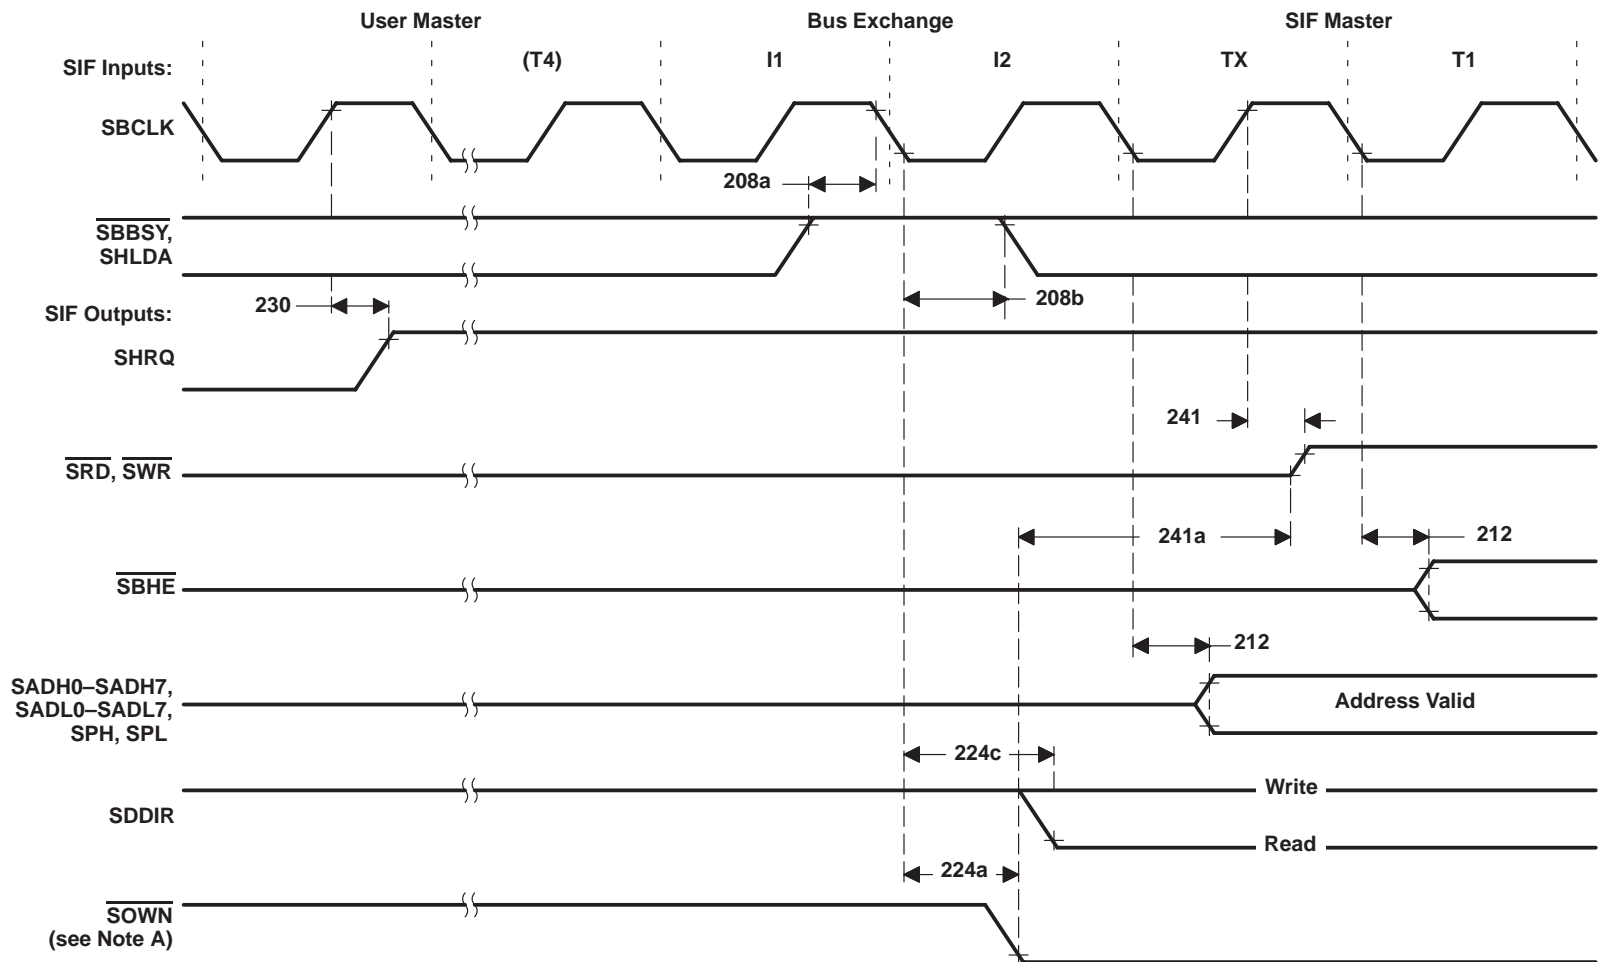 User Master
Bus Exchange
SIF Master
SIF Inputs:
(T4)
I1
I2
TX
T1
SBCLK
208a
SBBSY,
SHLDA
230
208b
SIF Outputs:
SHRQ
241
SRD, SWR
241a
212
SBHE
212
SADH0–SADH7,
SADL0–SADL7,
SPH, SPL
Address Valid
224c
SDDIR
Write
Read
224a
SOWN
(see Note A)